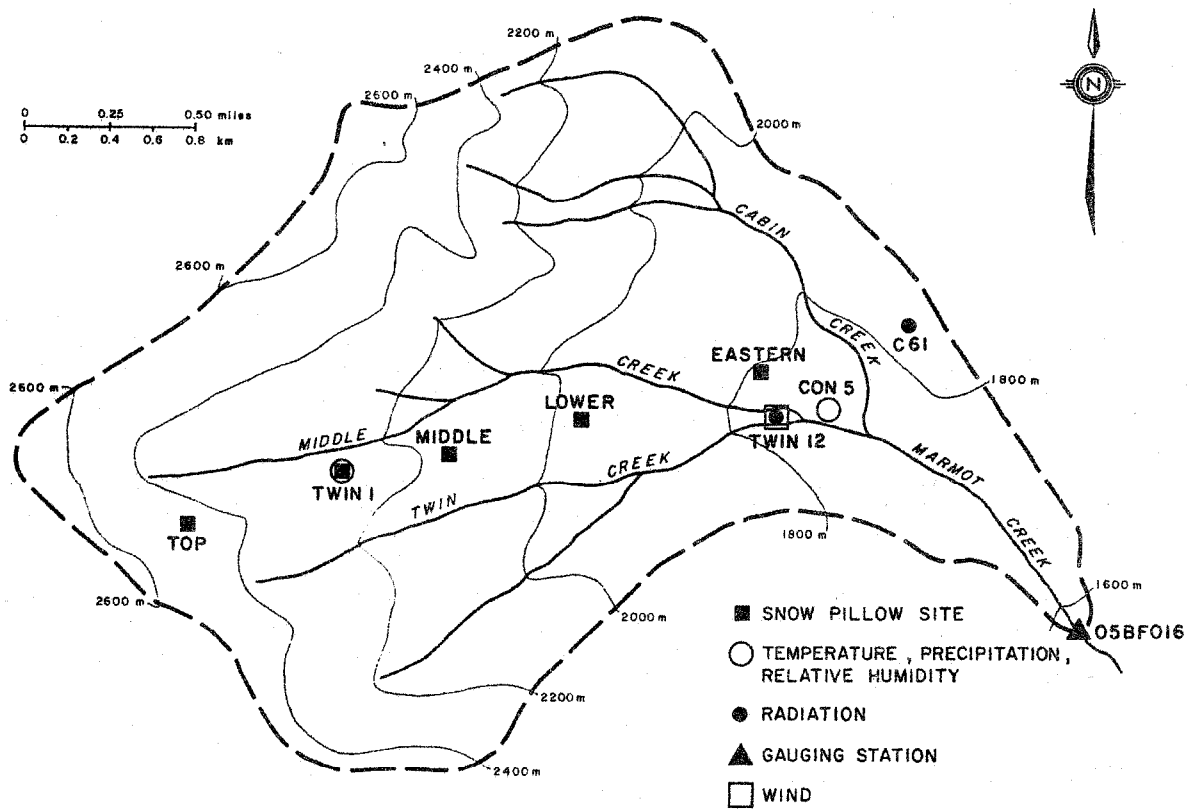 2200 m
2400 m
2600 m
N
0 0.25 0.50 miles
0 0.2 0.4 0.6 0.8 km
2000 m
CABIN
2600 m
CREEK
C 61
EASTERN
1800 m
2600 m
CREEK
CON 5
LOWER
MIDDLE
MIDDLE
TWIN 12
MARMOT
TWIN 1
CREEK
TWIN
TOP
1800 m
CREEK
2600 m
1600 m
2000 m
SNOW PILLOW SITE
05BF016
TEMPERATURE , PRECIPITATION ,
RELATIVE HUMIDITY
2200 m
RADIATION
GAUGING STATION
2400 m
WIND